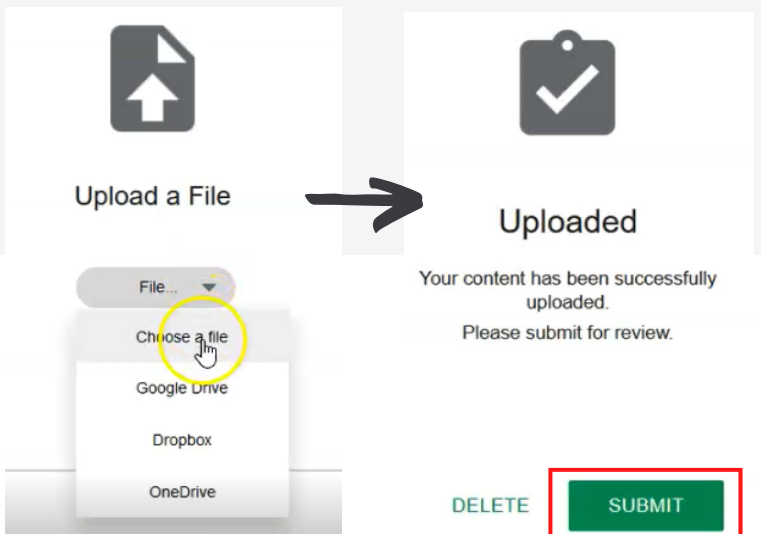 Upload a File
File...
Choose a file
Google Drive
Dropbox
OneDrive
Uploaded
Your content has been successfully
uploaded.
Please submit for review.
DELETE
SUBMIT